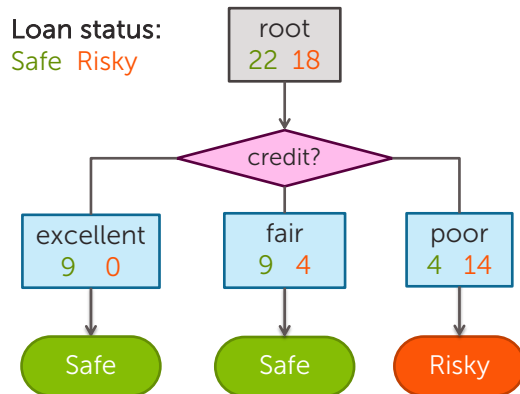 Loan status:
Safe Risky
root
22 18
credit?
excellent
9 0
fair
9 4
poor
4 14
Safe
Safe
Risky